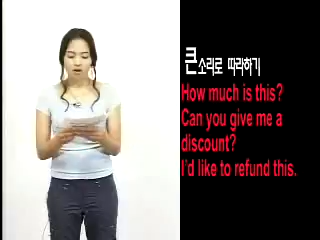 큰소리로 따라하기
How much is this?
Can you give me a
discount?
I'd like to refund this.